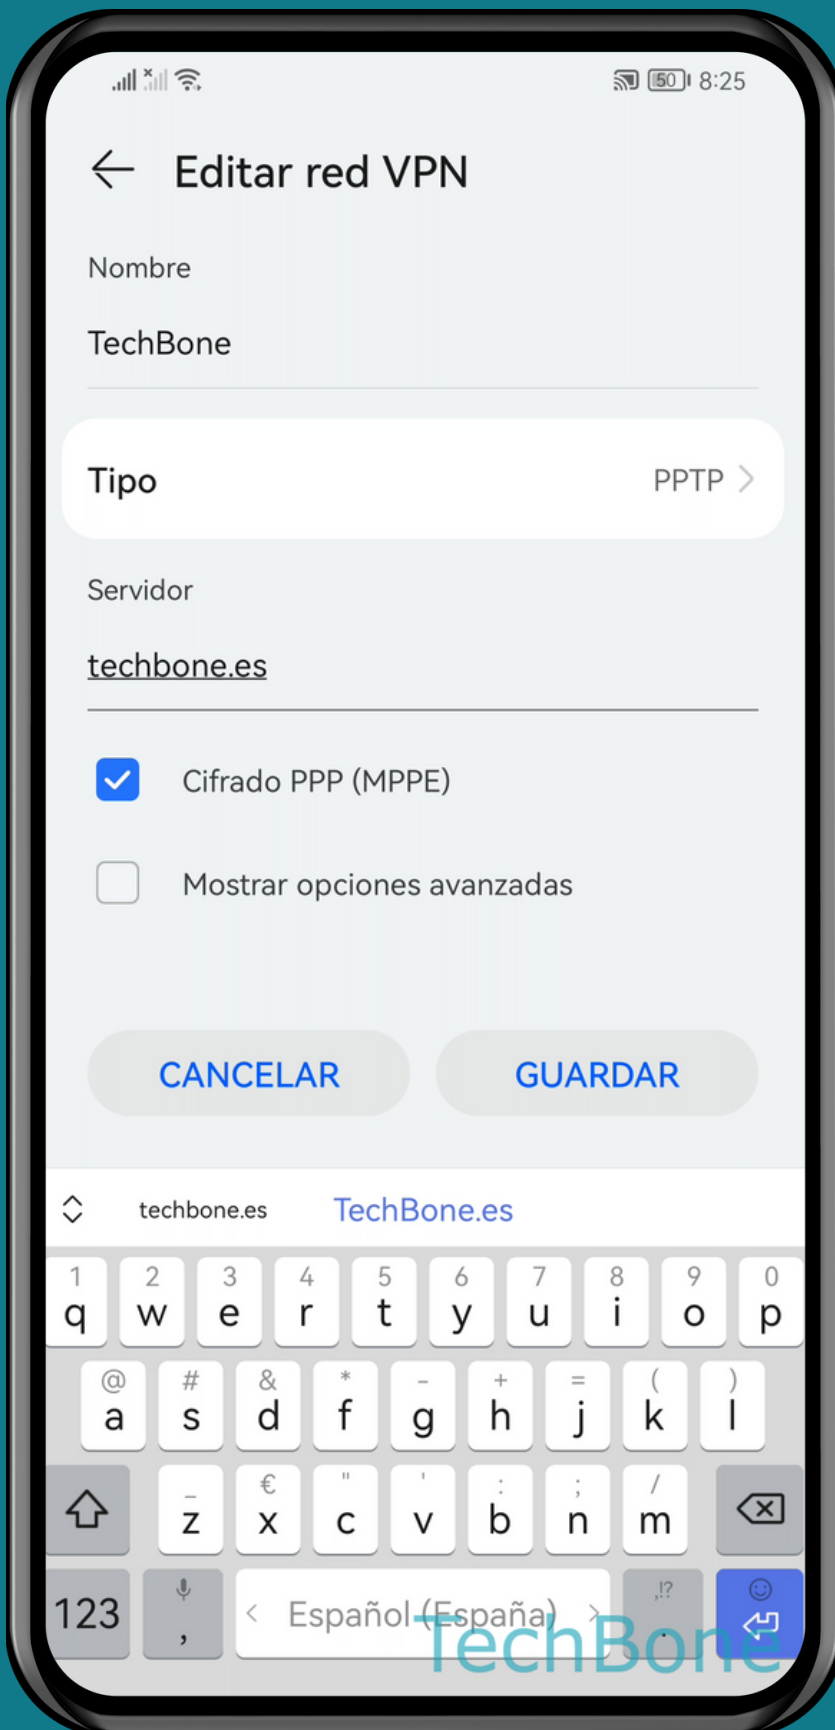 50 8:25
Editar red VPN
Nombre
TechBone
Tipo PPTP
Servidor
techbone.es
Cifrado PPP (MPPE)
Mostrar opciones avanzadas
CANCELAR GUARDAR
techbone.es TechBone.es
1 2 3 4 5 6 7 8 9 0
q w e r t y u i o p
@ # & * - + = ( )
a s d f g h j k l
_ € " ' : ; /
z x c v b n m
,!?
123 , < Español (España) > .
TechBone